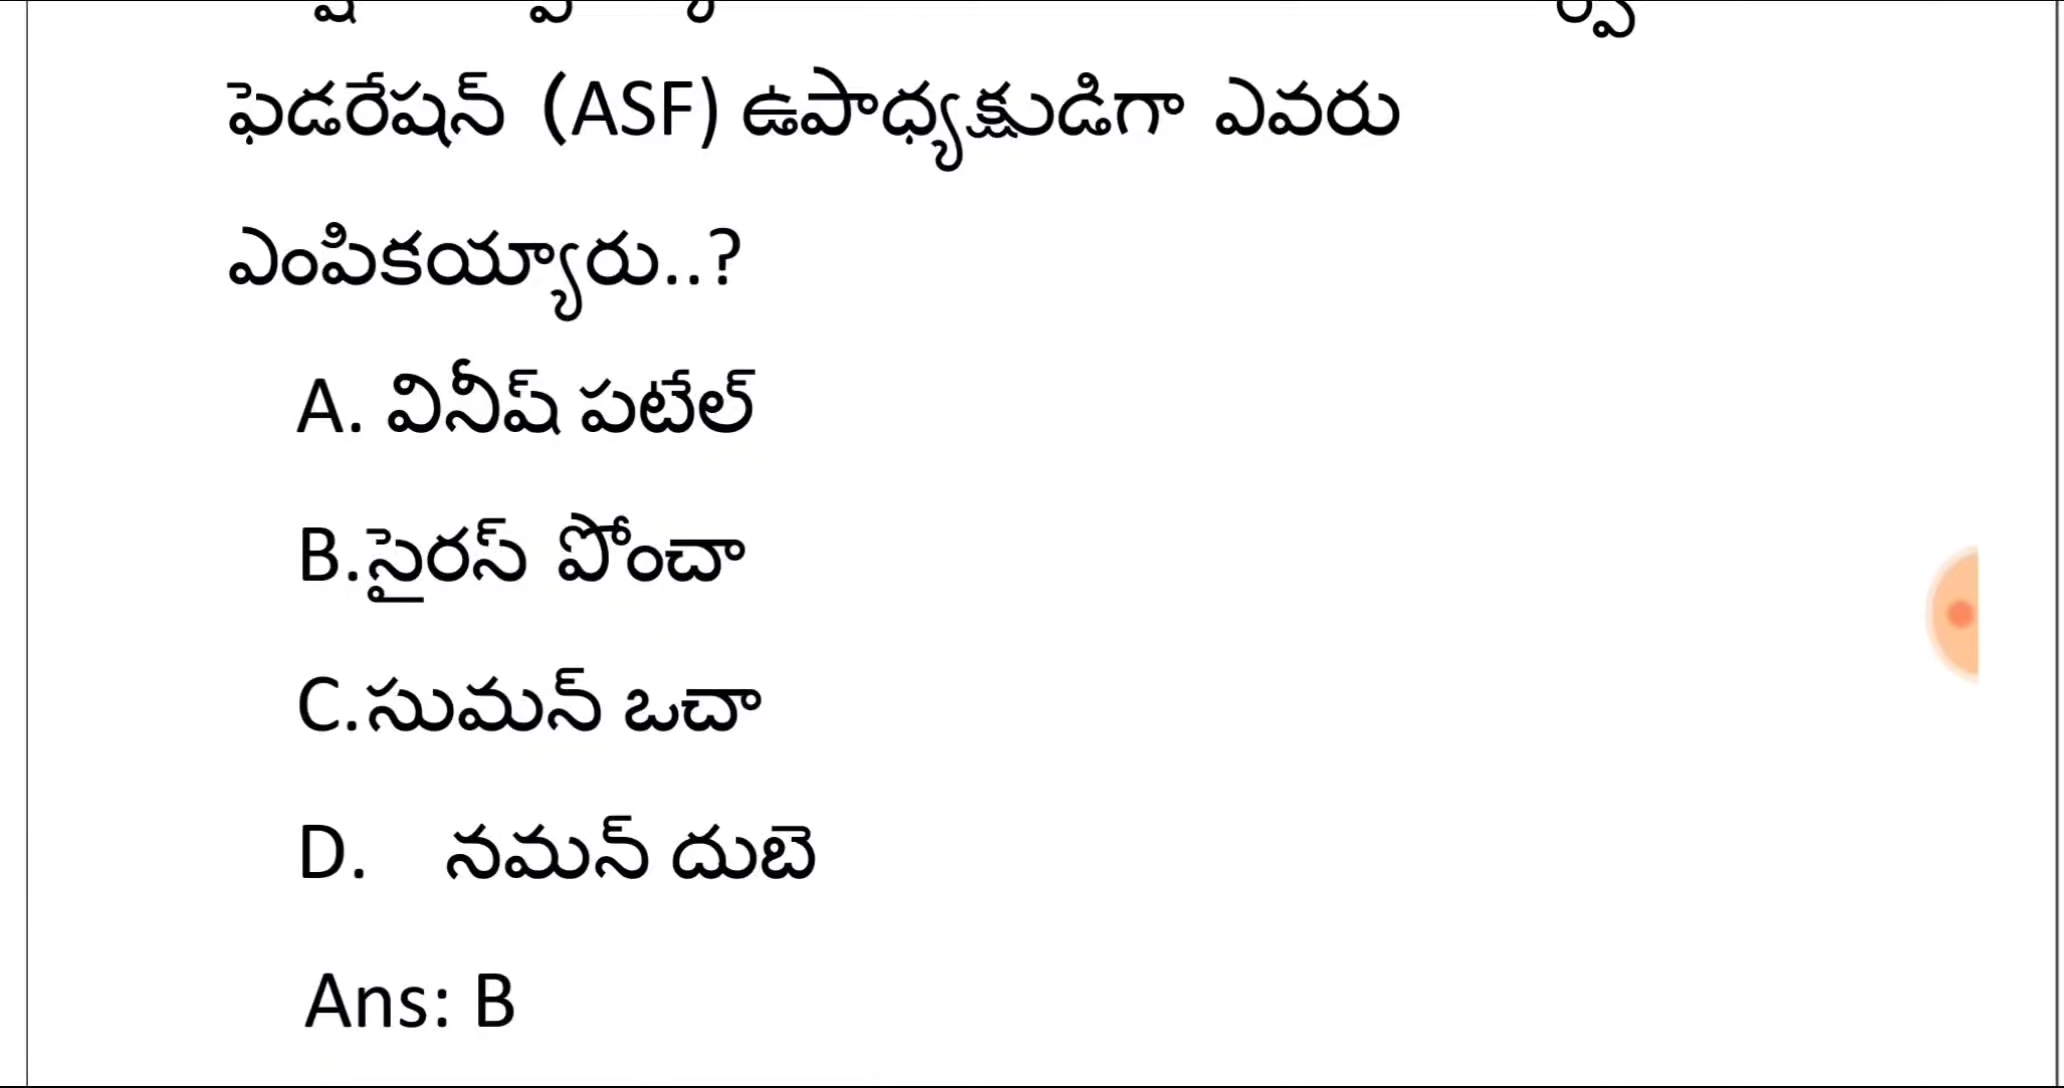 ఫెడరేషన్ (ASF) ఉపాధ్యక్షుడిగా ఎవరు
ఎంపికయ్యారు..?
A. వినీష్ పటేల్
B.సైరస్ పోంచా
C.సుమన్ ఒచా
D. నమన్ దుబె
Ans: B